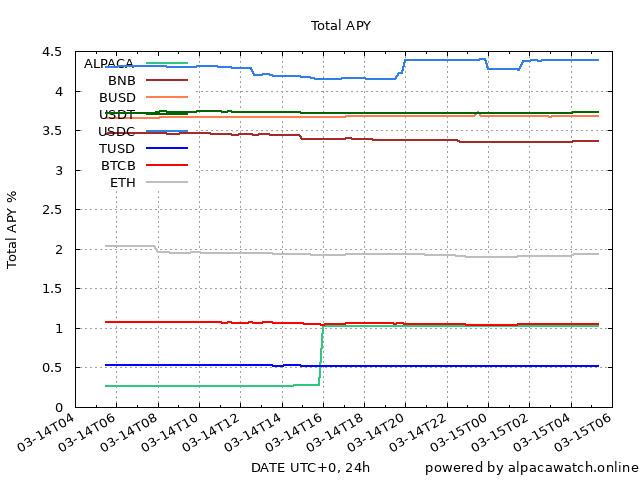 Total APY
Total APY %
4.5
4
3.5
3
2.5
2
1.5
1
0.5
0
ALPACA
BNB
BUSD
USDT
USDC
TUSD
BTCB
ETH
03-14T04
03-14T06
03-14T08
03-14T10
03-14T12
03-14T14
03-14T16
03-14T18
03-14T20
03-14T22
03-15T00
03-15T02
03-15T04
03-15T06
DATE UTC+0, 24h
powered by alpacawatch.online